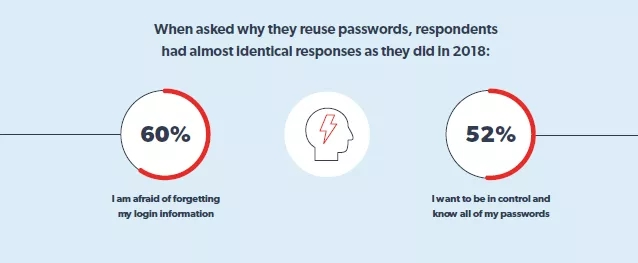 When asked why they reuse passwords, respondents
had almost identical responses as they did in 2018:
60%
52%
I am afraid of forgetting
my login information
I want to be in control and
know all of my passwords